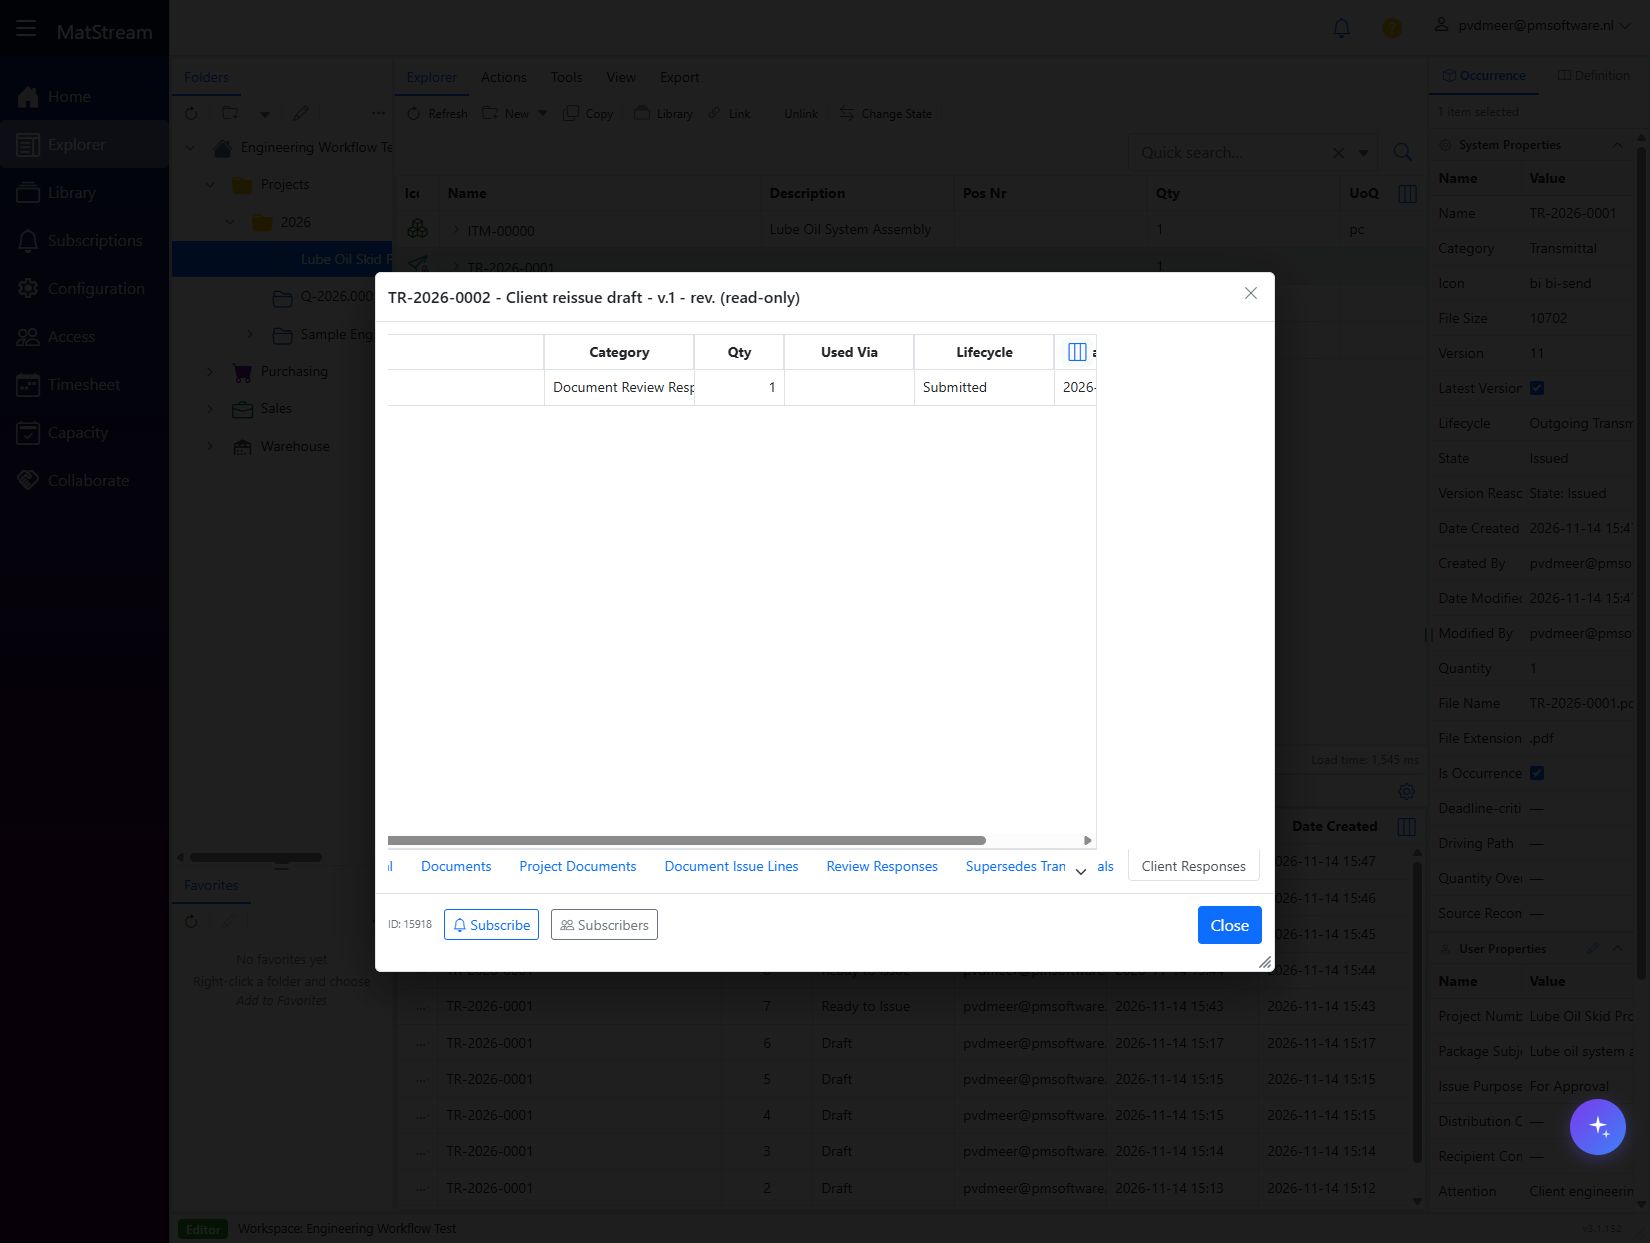 MatStream
pvdmeer@pmsoftware.nl
Home
Explorer
Library
Subscriptions
Configuration
Access
Timesheet
Capacity
Collaborate
Folders
Engineering Workflow Te
Projects
2026
Lube Oil Skid P
Q-2026.000
Sample Eng
Purchasing
Sales
Warehouse
Favorites
No favorites yet
Right-click a folder and choose
Add to Favorites
Explorer Actions Tools View Export
Refresh New Copy Library Link Unlink Change State
Quick search...
Name Description Pos Nr Qty UoQ
ITM-00000 Lube Oil System Assembly 1 pc
TR-2026-0001 1
TR-2026-0002 - Client reissue draft - v.1 - rev. (read-only)
Category Qty Used Via Lifecycle
Document Review Resp 1 Submitted 2026-
Documents Project Documents Document Issue Lines Review Responses Supersedes Tran als Client Responses
ID: 15918 Subscribe Subscribers Close
Load time: 1,545 ms
Date Created
2026-11-14 15:47
2026-11-14 15:46
2026-11-14 15:45
2026-11-14 15:44
TR-2026-0001 7 Ready to Issue pvdmeer@pmsoftware. 2026-11-14 15:43 2026-11-14 15:43
TR-2026-0001 6 Draft pvdmeer@pmsoftware. 2026-11-14 15:17 2026-11-14 15:17
TR-2026-0001 5 Draft pvdmeer@pmsoftware. 2026-11-14 15:15 2026-11-14 15:15
TR-2026-0001 4 Draft pvdmeer@pmsoftware. 2026-11-14 15:15 2026-11-14 15:15
TR-2026-0001 3 Draft pvdmeer@pmsoftware. 2026-11-14 15:14 2026-11-14 15:14
TR-2026-0001 2 Draft pvdmeer@pmsoftware. 2026-11-14 15:13 2026-11-14 15:12
Occurrence Definition
1 item selected
System Properties
Name Value
Name TR-2026-0001
Category Transmittal
Icon bi bi-send
File Size 10702
Version 11
Latest Version
Lifecycle Outgoing Transm
State Issued
Version Reasc State: Issued
Date Created 2026-11-14 15:47
Created By pvdmeer@pmso
Date Modified 2026-11-14 15:47
Modified By pvdmeer@pmso
Quantity 1
File Name TR-2026-0001.pd
File Extension .pdf
Is Occurrence
Deadline-criti —
Driving Path —
Quantity Over —
Source Recon —
User Properties
Name Value
Project Numb Lube Oil Skid Pro
Package Subj Lube oil system a
Issue Purpose For Approval
Distribution C —
Recipient Con —
Attention Client engineerin
Editor Workspace: Engineering Workflow Test
v3.1.152